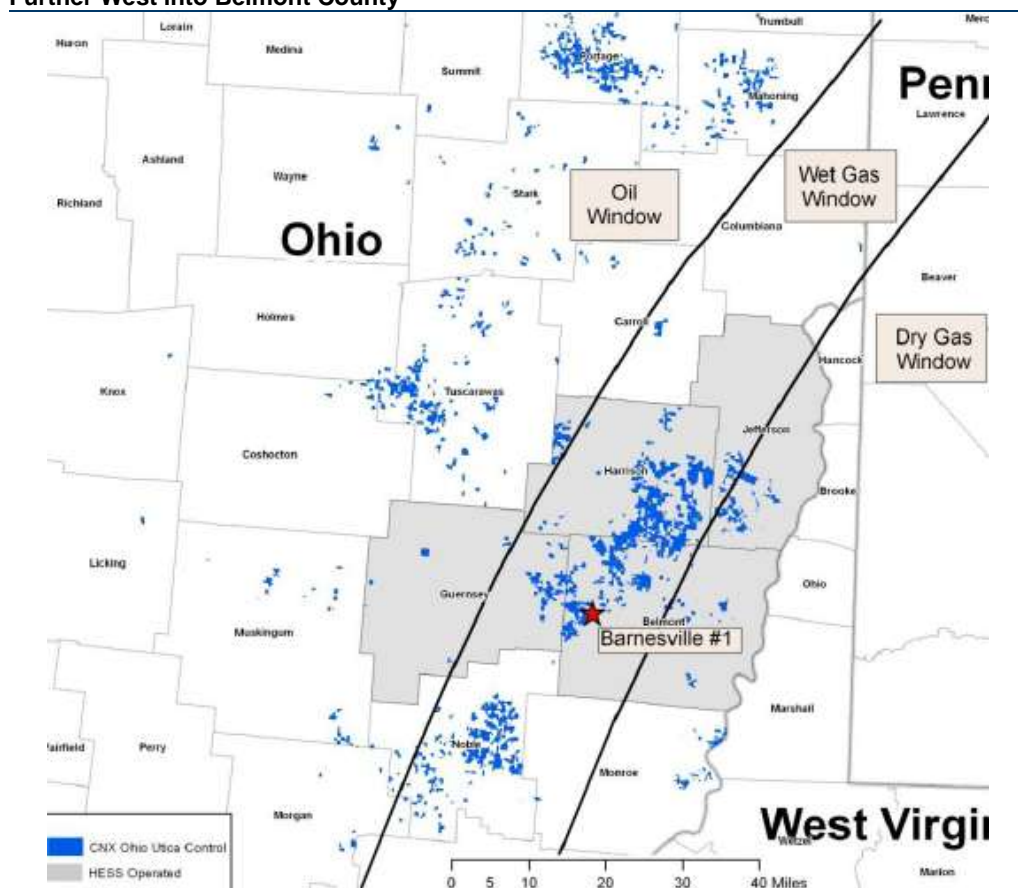 Further West into Belmont County
Lorain
Trumbull
Huron
Medina
Summit
Portage
Mahoning
Penn
Lawrence
Ashland
Wayne
Stark
Richland
Oil
Window
Wet Gas
Window
Columbiana
Ohio
Beaver
Holmes
Carroll
Dry Gas
Window
Hancock
Knox
Tuscarawas
Jefferson
Coshocton
Harrison
Brooke
Licking
Guernsey
Ohio
Muskingum
Belmont
Barnesville #1
Marshall
Fairfield
Perry
Noble
Monroe
Morgan
West Virgin
Wetzel
Marion
CNX Ohio Utica Control
HESS Operated
0 5 10 20 30 40 Miles